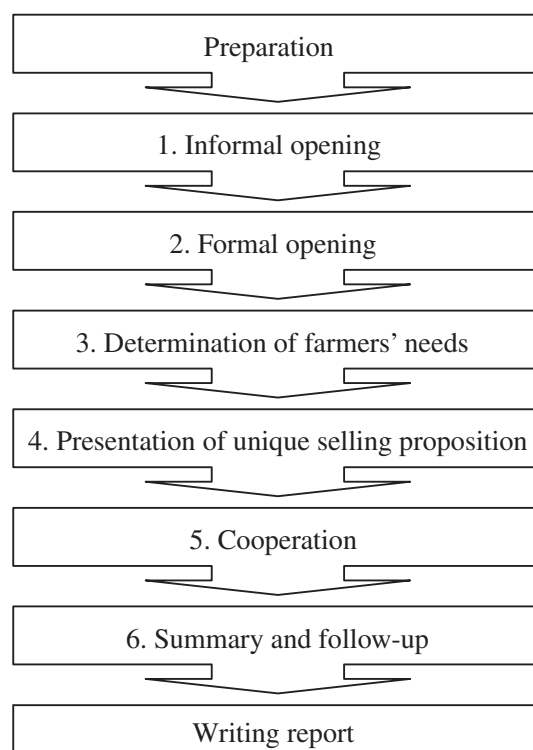 Preparation
1. Informal opening
2. Formal opening
3. Determination of farmers’ needs
4. Presentation of unique selling proposition
5. Cooperation
6. Summary and follow-up
Writing report